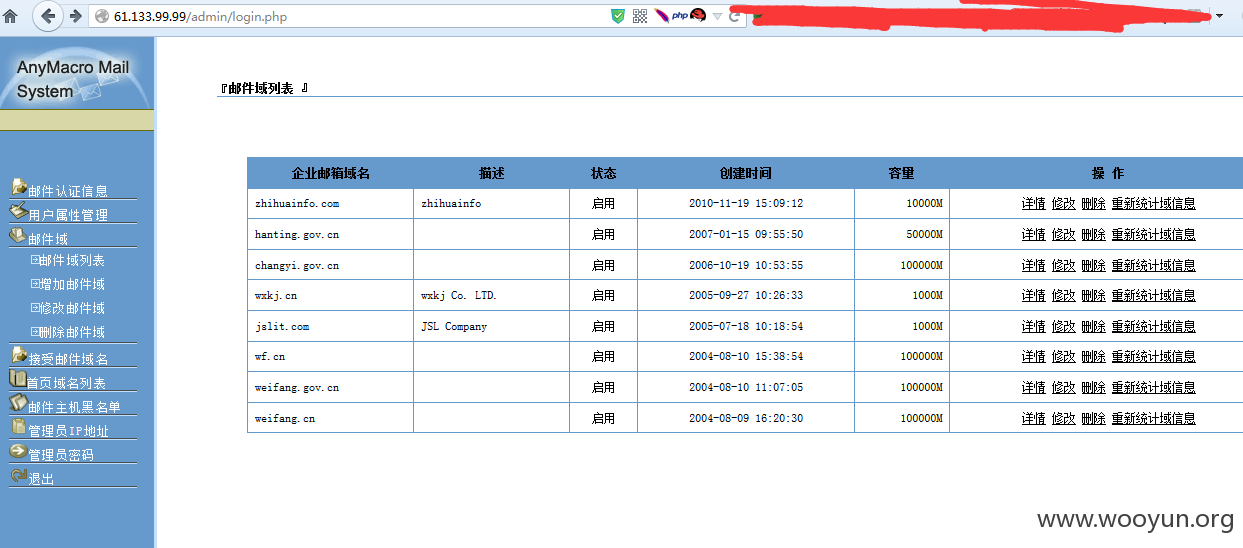 61.133.99.99/admin/login.php
php
AnyMacro Mail
System
『邮件域列表 』
邮件认证信息
用户属性管理
邮件域
邮件域列表
增加邮件域
修改邮件域
删除邮件域
接受邮件域名
首页域名列表
邮件主机黑名单
管理员IP地址
管理员密码
退出
企业邮箱域名 描述 状态 创建时间 容量 操 作
zhihuainfo.com zhihuainfo 启用 2010-11-19 15:09:12 10000M 详情 修改 删除 重新统计域信息
hanting.gov.cn 启用 2007-01-15 09:55:50 50000M 详情 修改 删除 重新统计域信息
changyi.gov.cn 启用 2006-10-19 10:53:55 100000M 详情 修改 删除 重新统计域信息
wxkj.cn wxkj Co. LTD. 启用 2005-09-27 10:26:33 1000M 详情 修改 删除 重新统计域信息
jslit.com JSL Company 启用 2005-07-18 10:18:54 1000M 详情 修改 删除 重新统计域信息
wf.cn 启用 2004-08-10 15:38:54 100000M 详情 修改 删除 重新统计域信息
weifang.gov.cn 启用 2004-08-10 11:07:05 100000M 详情 修改 删除 重新统计域信息
weifang.cn 启用 2004-08-09 16:20:30 100000M 详情 修改 删除 重新统计域信息
www.wooyun.org